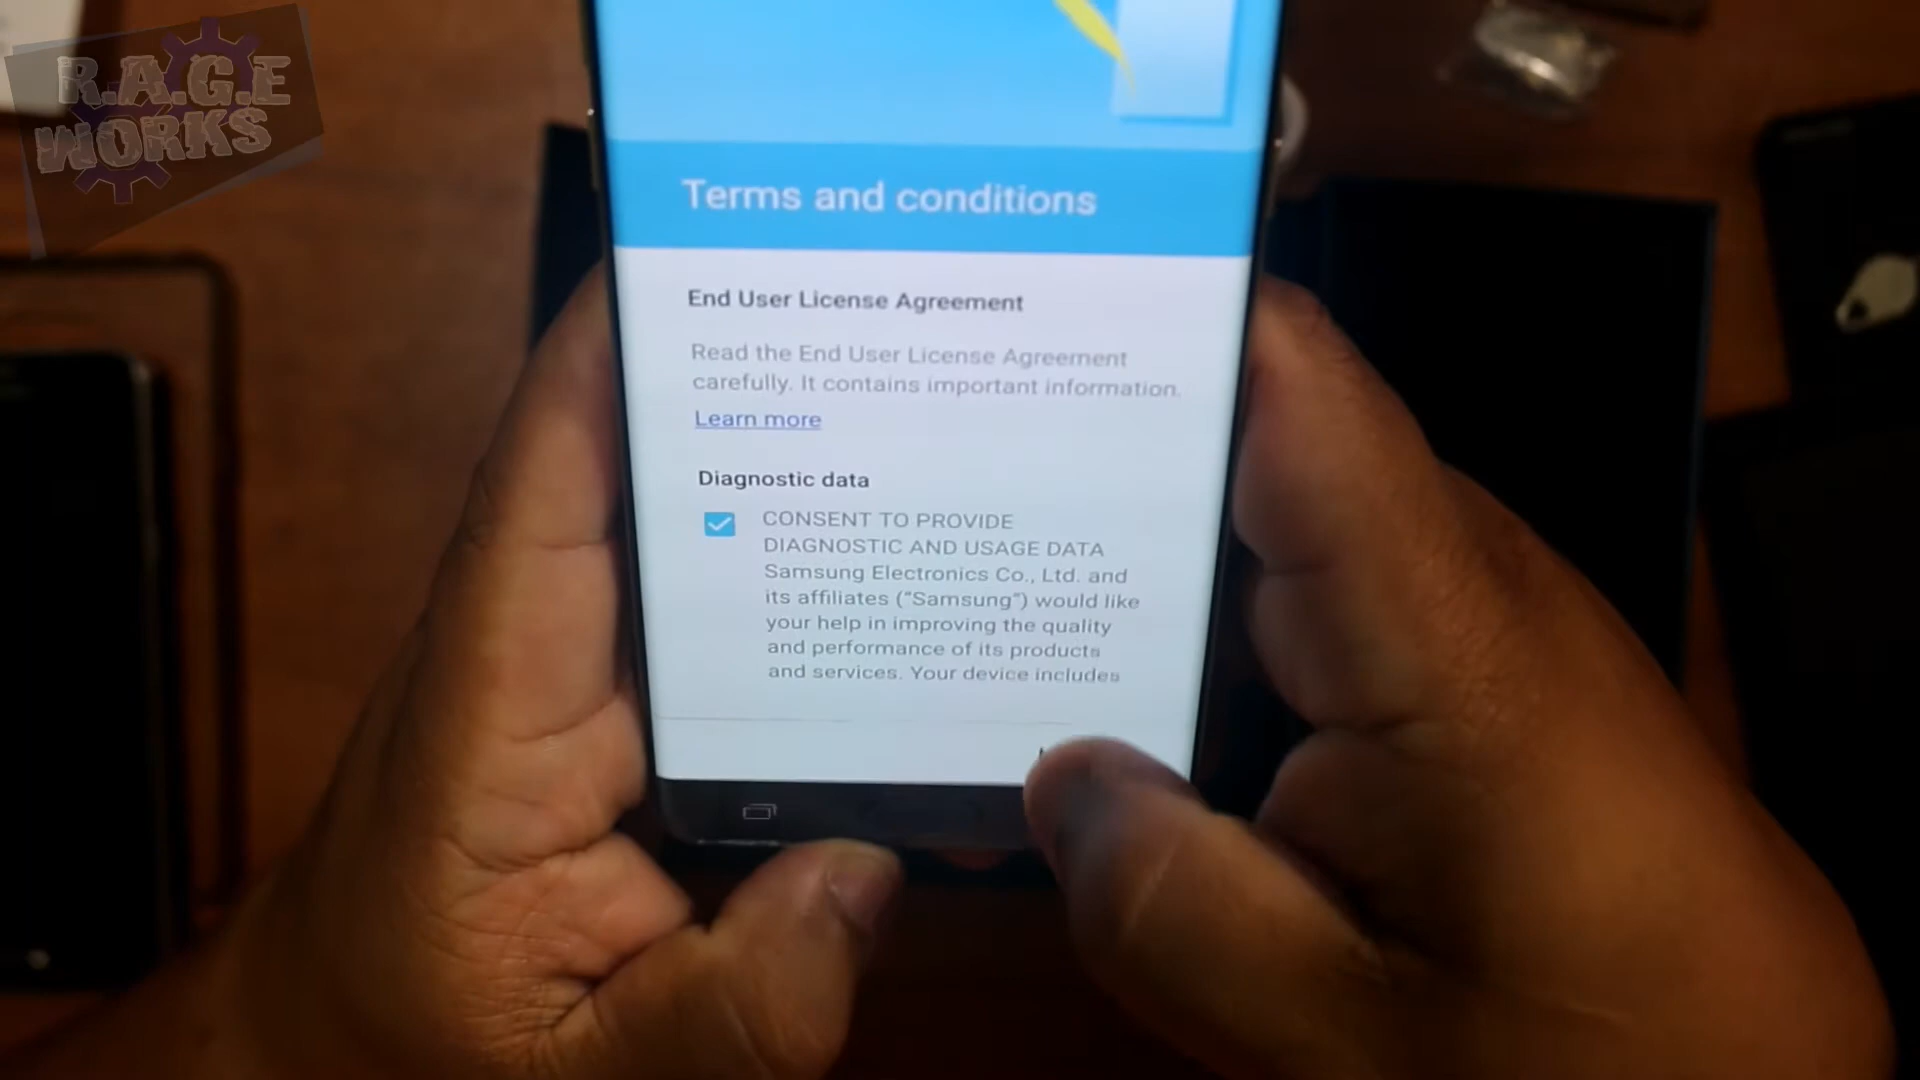 R.A.G.E
WORKS
Terms and conditions
End User License Agreement
Read the End User License Agreement
carefully. It contains important information.
Learn more
Diagnostic data
CONSENT TO PROVIDE
DIAGNOSTIC AND USAGE DATA
Samsung Electronics Co., Ltd. and
its affiliates ("Samsung") would like
your help in improving the quality
and performance of its products
and services. Your device includes